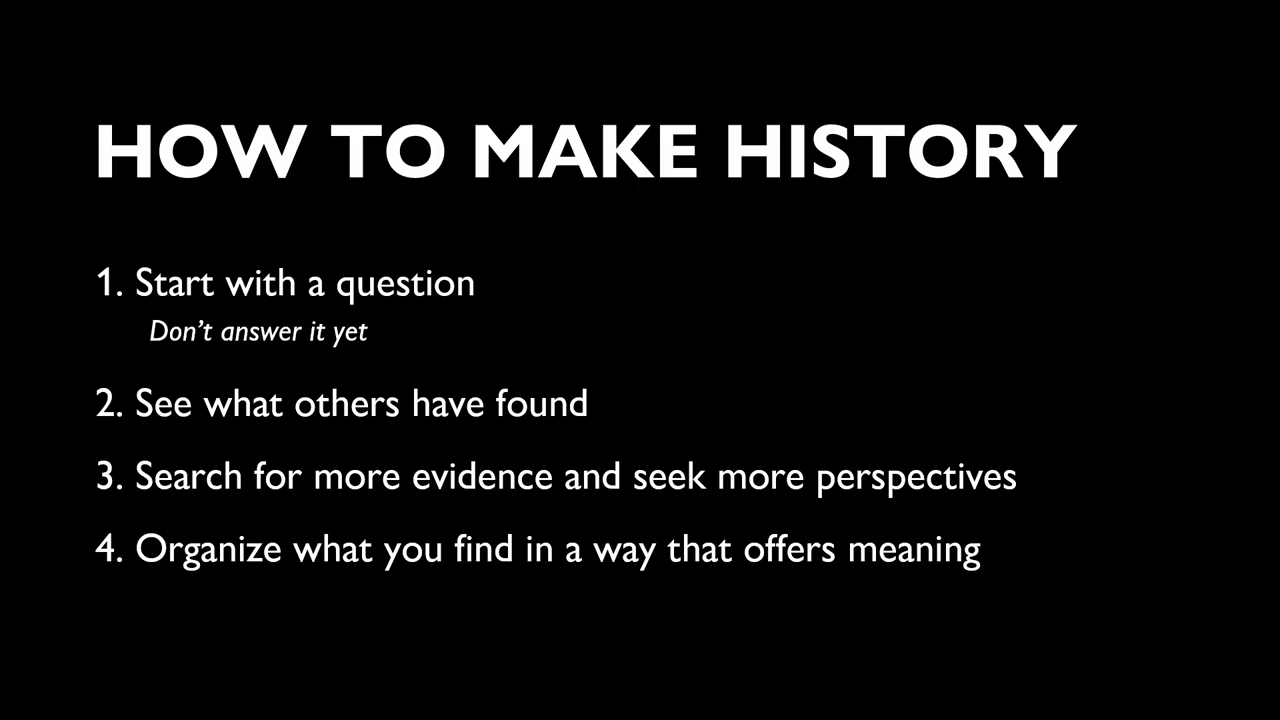 HOW TO MAKE HISTORY
1. Start with a question
Don’t answer it yet
2. See what others have found
3. Search for more evidence and seek more perspectives
4. Organize what you find in a way that offers meaning